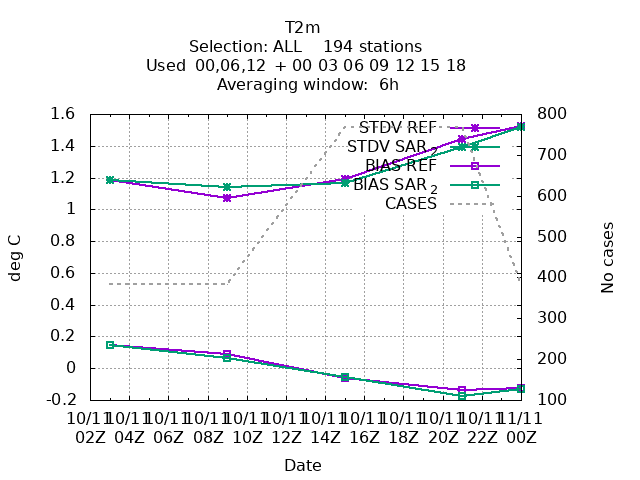 T2m
Selection: ALL    194 stations
Used  00,06,12  + 00 03 06 09 12 15 18
Averaging window:  6h
STDV REF
STDV SAR 2
BIAS REF
BIAS SAR 2
CASES
deg C
1.6
1.4
1.2
1
0.8
0.6
0.4
0.2
0
-0.2
800
700
600
500
400
300
200
100
No cases
10/11 10/11 10/11 10/11 10/11 10/11 10/11 10/11 10/11 10/11 10/11 11/11
02Z 04Z 06Z 08Z 10Z 12Z 14Z 16Z 18Z 20Z 22Z 00Z
Date